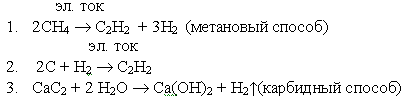 эл. ток
1. 2CH₄ → C₂H₂ + 3H₂ (метановый способ)
эл. ток
2. 2C + H₂ → C₂H₂
3. CaC₂ + 2 H₂O → Ca(OH)₂ + H₂↑(карбидный способ)